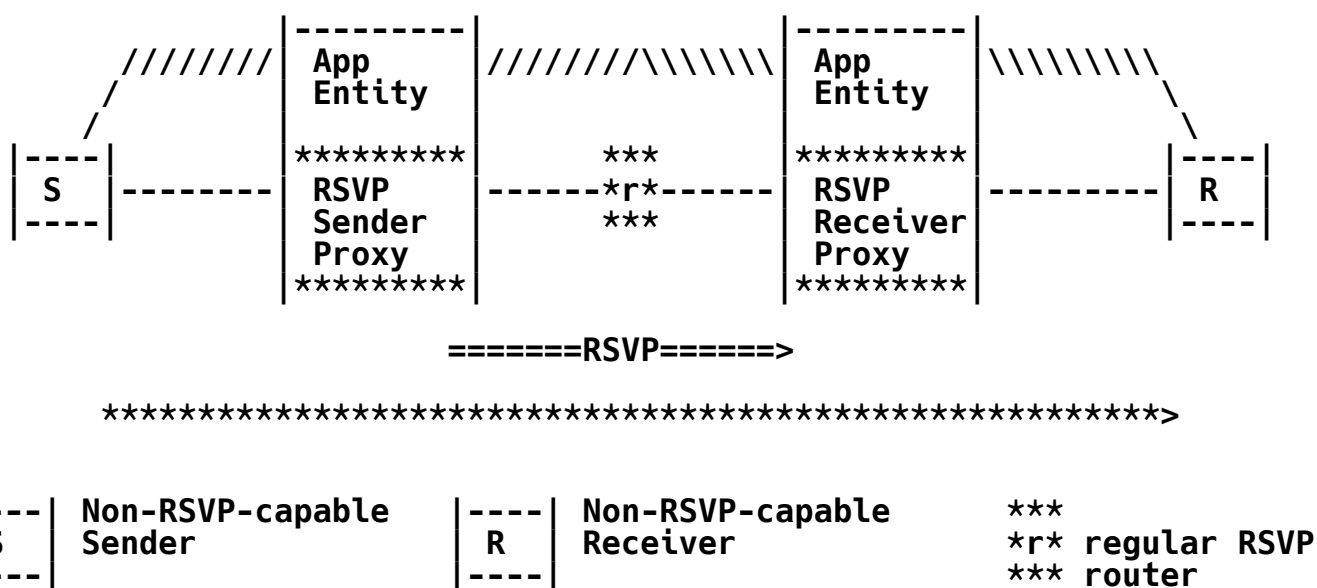 |---------| |---------|
////////| App |////////\\\\\\\| App |\\\\\\\\\
/ | Entity | | Entity | \
/ | | | | \
|----| |*********| *** |*********| |----|
| S |--------| RSVP |------*r*------| RSVP |---------| R |
|----| | Sender | *** | Receiver| |----|
| Proxy | | Proxy |
|*********| |*********|
=======RSVP======>
*******************************************************>
---| Non-RSVP-capable |----| Non-RSVP-capable ***
S | Sender | R | Receiver *r* regular RSVP
---| |----| *** router